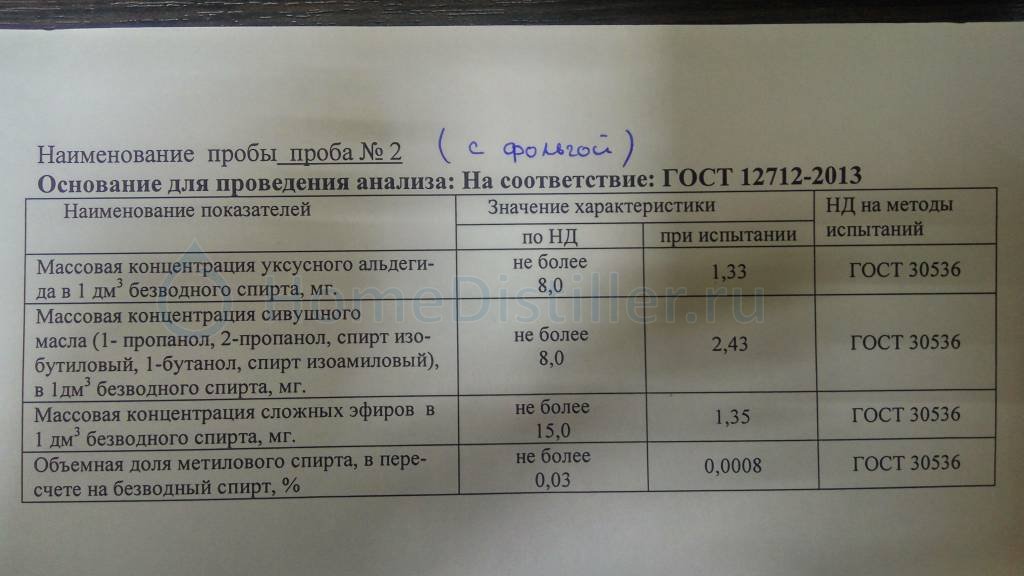 Наименование пробы проба № 2 (с фольгой)
Основание для проведения анализа: На соответствие: ГОСТ 12712-2013
Наименование показателей
Значение характеристики
НД на методы
испытаний
по НД
при испытании
Массовая концентрация уксусного альдеги-
да в 1 дм³ безводного спирта, мг.
не более
8,0
1,33
ГОСТ 30536
Массовая концентрация сивушного
масла (1- пропанол, 2-пропанол, спирт изо-
бутиловый, 1-бутанол, спирт изоамиловый),
в 1дм³ безводного спирта, мг.
не более
8,0
2,43
ГОСТ 30536
Массовая концентрация сложных эфиров в
1 дм³ безводного спирта, мг.
не более
15,0
1,35
ГОСТ 30536
Объемная доля метилового спирта, в пере-
счете на безводный спирт, %
не более
0,03
0,0008
ГОСТ 30536
HomeDistiller.ru